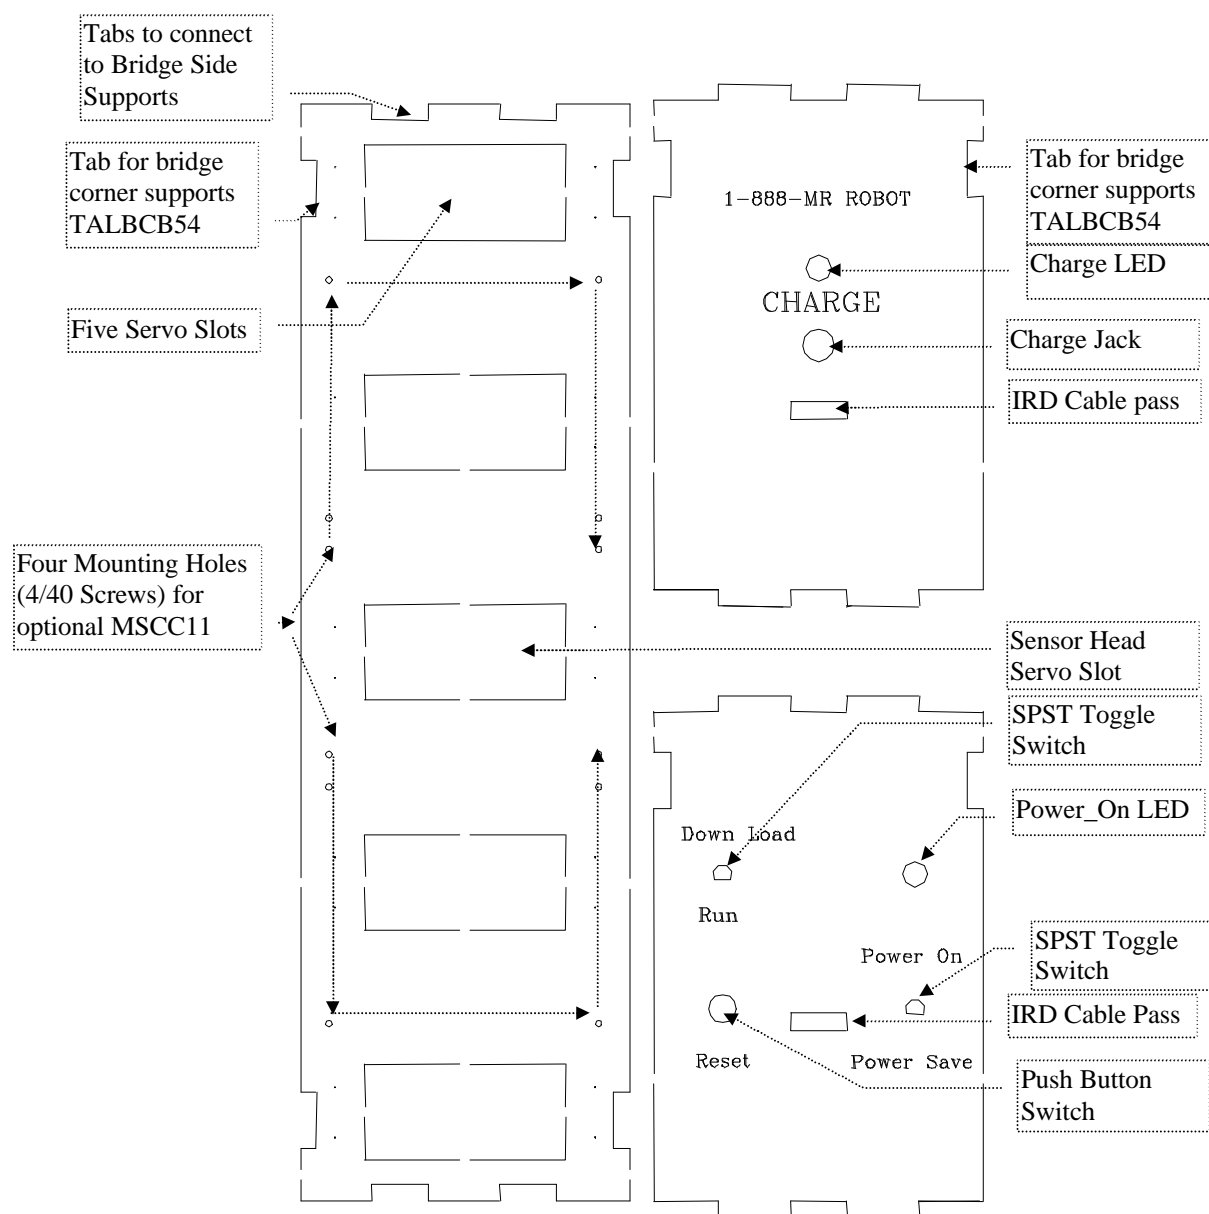 Tabs to connect
to Bridge Side
Supports
Tab for bridge
corner supports
TALBCB54
Five Servo Slots
Four Mounting Holes
(4/40 Screws) for
optional MSCC11
1-888-MR ROBOT
CHARGE
Tab for bridge
corner supports
TALBCB54
Charge LED
Charge Jack
IRD Cable pass
Sensor Head
Servo Slot
SPST Toggle
Switch
Power_On LED
Down Load
Run
Power On
Reset
Power Save
SPST Toggle
Switch
IRD Cable Pass
Push Button
Switch